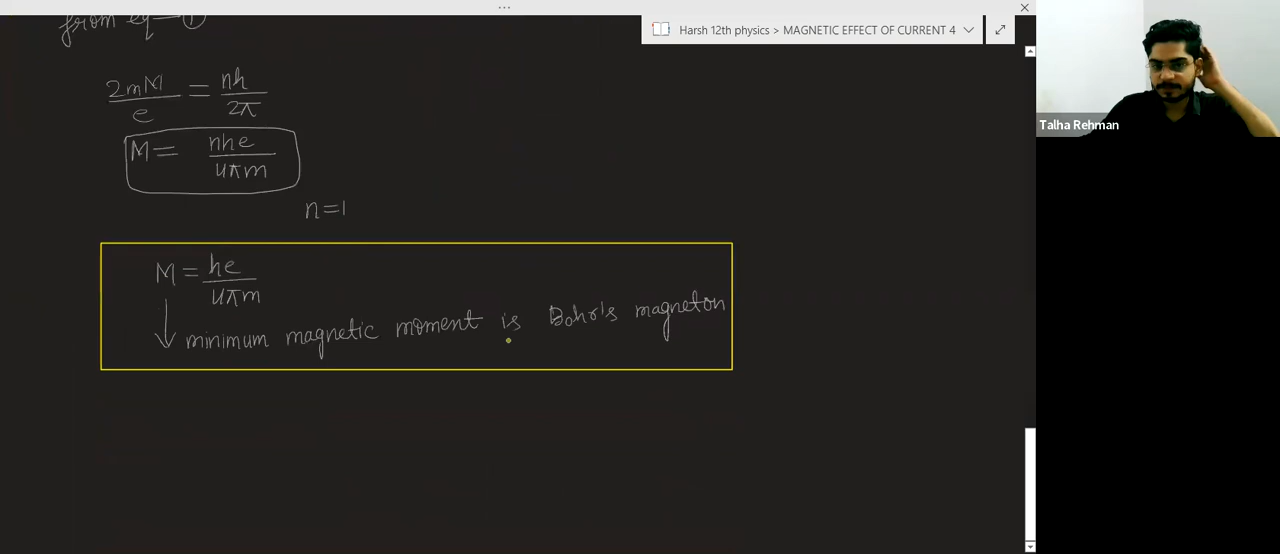 from eq—①
Harsh 12th physics > MAGNETIC EFFECT OF CURRENT 4
2mM/e = nh/2π
M = nhe/4πm
n=1
M = he/4πm
minimum magnetic moment is Bohr's magneton
Talha Rehman